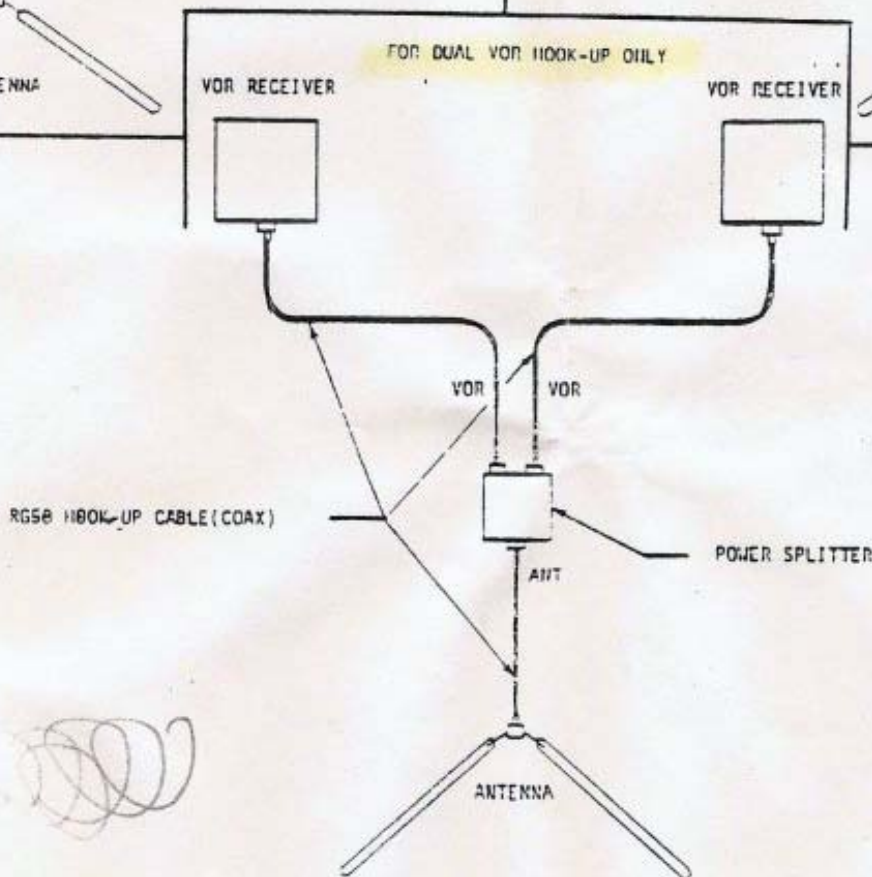 FOR DUAL VOR HOOK-UP ONLY
ENNA
VOR RECEIVER
VOR RECEIVER
VOR
VOR
RG58 HOOK-UP CABLE(COAX)
POWER SPLITTER
ANT
ANTENNA